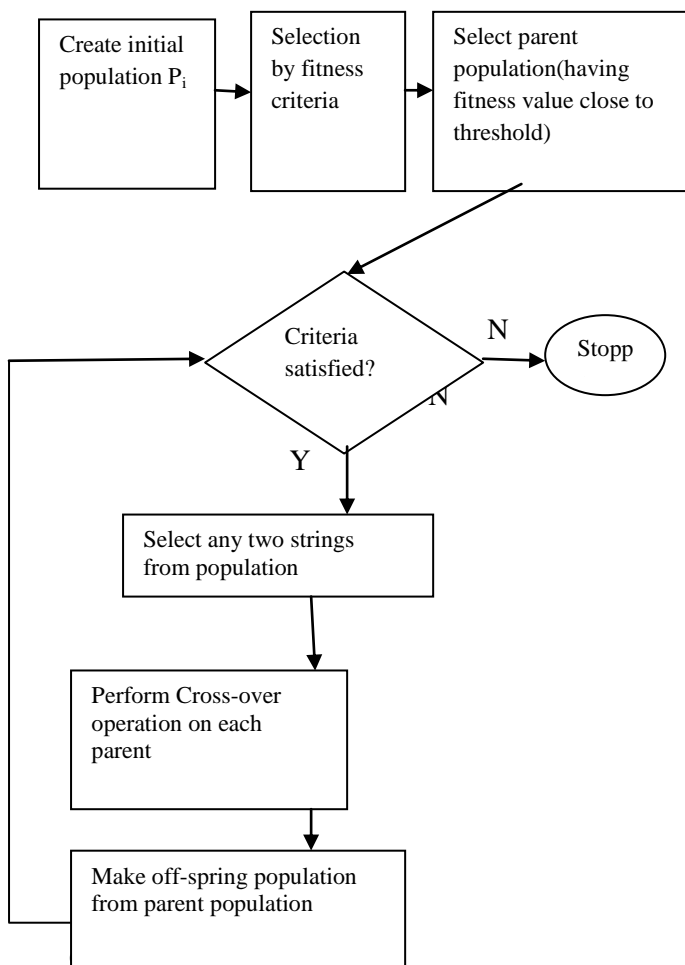 Create initial
population Pi
Selection
by fitness
criteria
Select parent
population(having
fitness value close to
threshold)
Criteria
satisfied?
N
Stopp
N
Y
Select any two strings
from population
Perform Cross-over
operation on each
parent
Make off-spring population
from parent population